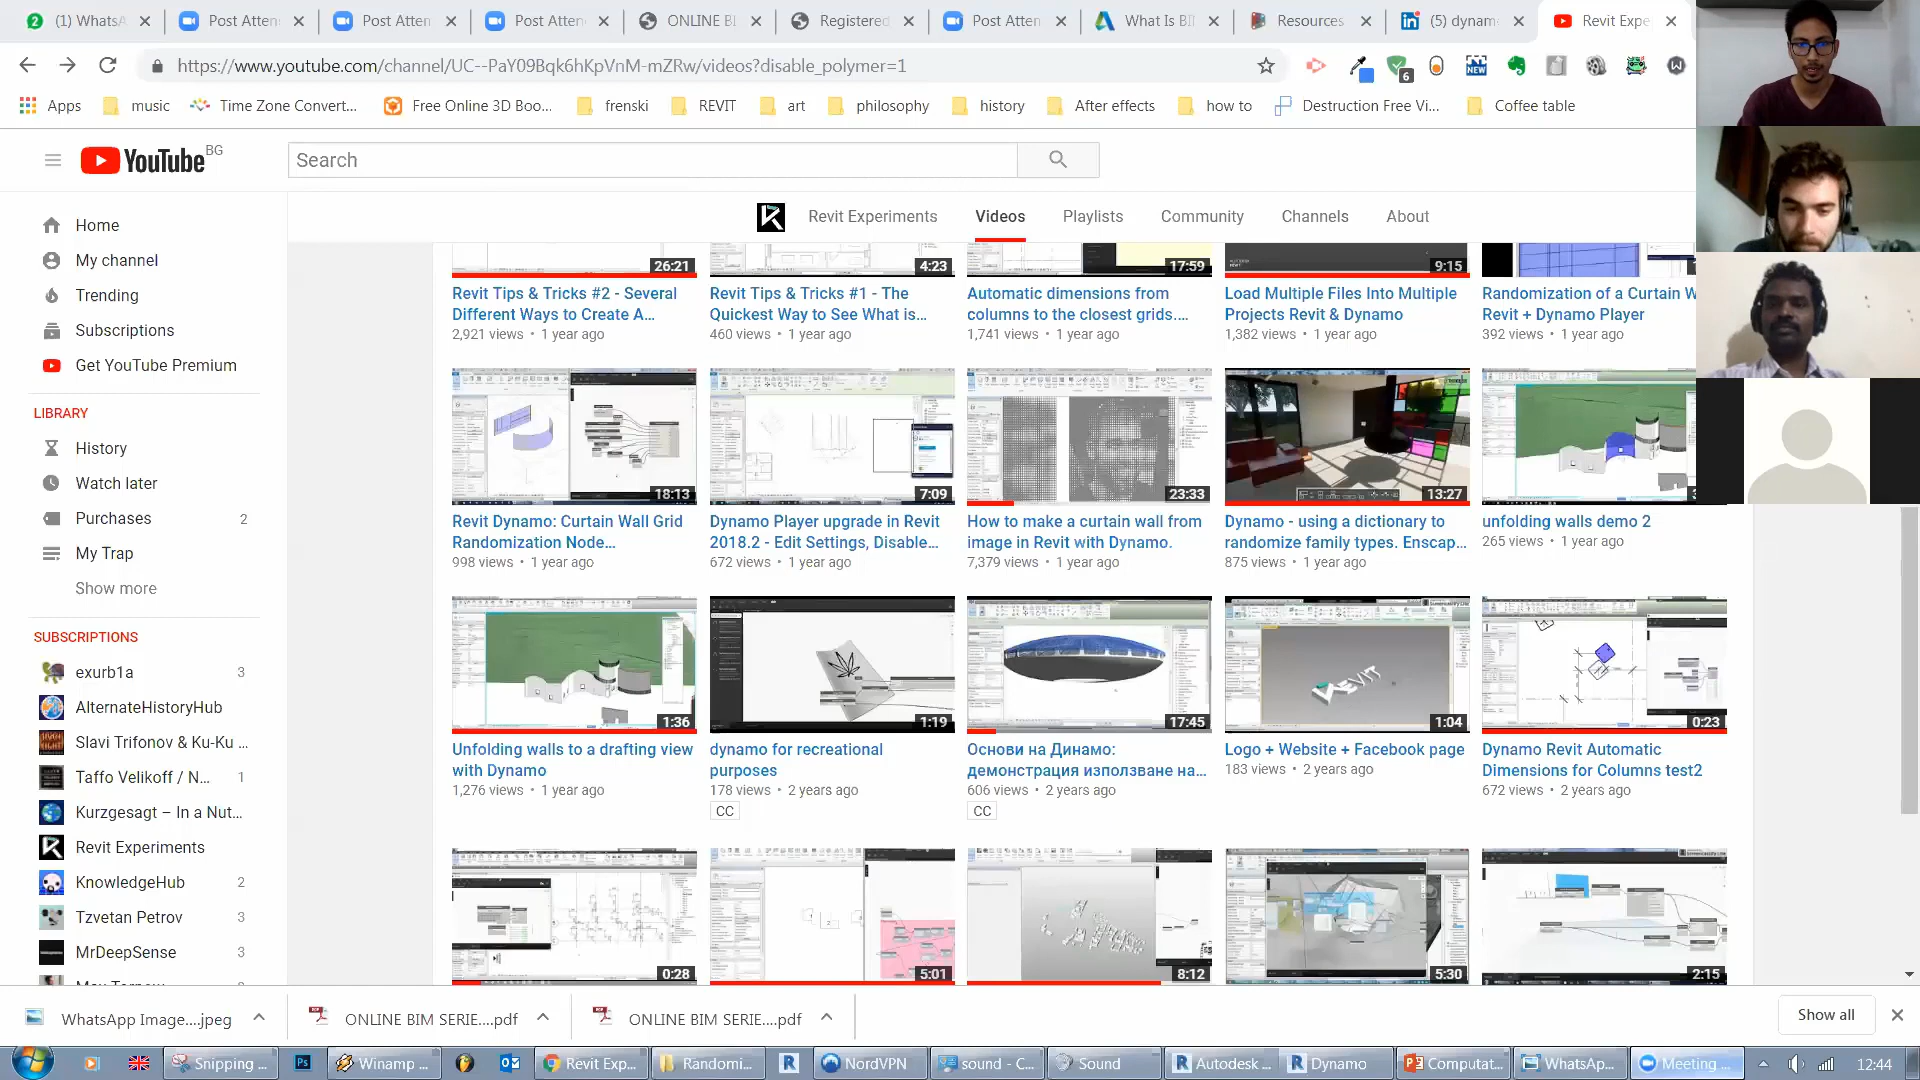 (1) WhatsA
Post Atten
Post Atten
Post Atten
ONLINE BI
Registered
Post Atten
What Is BI
Resources
(5) dynam
Revit Expe
https://www.youtube.com/channel/UC--PaY09Bqk6hKpVnM-mZRw/videos?disable_polymer=1
6
NEW
Apps
music
Time Zone Convert...
Free Online 3D Boo...
frenski
REVIT
art
philosophy
history
After effects
how to
Destruction Free Vi...
Coffee table
YouTube BG
Search
Revit Experiments
Videos
Playlists
Community
Channels
About
Home
My channel
Trending
Subscriptions
Get YouTube Premium
LIBRARY
History
Watch later
Purchases 2
My Trap
Show more
SUBSCRIPTIONS
exurb1a 3
AlternateHistoryHub
Slavi Trifonov & Ku-Ku ...
Taffo Velikoff / N... 1
Kurzgesagt – In a Nut...
Revit Experiments
KnowledgeHub 2
Tzvetan Petrov 3
MrDeepSense 3
26:21
Revit Tips & Tricks #2 - Several
Different Ways to Create A...
2,921 views • 1 year ago
4:23
Revit Tips & Tricks #1 - The
Quickest Way to See What is...
460 views • 1 year ago
17:59
Automatic dimensions from
columns to the closest grids....
1,741 views • 1 year ago
9:15
Load Multiple Files Into Multiple
Projects Revit & Dynamo
1,382 views • 1 year ago
Randomization of a Curtain W
Revit + Dynamo Player
392 views • 1 year ago
18:13
Revit Dynamo: Curtain Wall Grid
Randomization Node...
998 views • 1 year ago
7:09
Dynamo Player upgrade in Revit
2018.2 - Edit Settings, Disable...
672 views • 1 year ago
23:33
How to make a curtain wall from
image in Revit with Dynamo.
7,379 views • 1 year ago
13:27
Dynamo - using a dictionary to
randomize family types. Enscap...
875 views • 1 year ago
unfolding walls demo 2
265 views • 1 year ago
1:36
Unfolding walls to a drafting view
with Dynamo
1,276 views • 1 year ago
1:19
dynamo for recreational
purposes
178 views • 2 years ago
CC
17:45
Основи на Динамо:
демонстрация използване на...
606 views • 2 years ago
CC
REVIT
1:04
Logo + Website + Facebook page
183 views • 2 years ago
0:23
Dynamo Revit Automatic
Dimensions for Columns test2
672 views • 2 years ago
0:28
5:01
8:12
5:30
2:15
WhatsApp Image....jpeg
ONLINE BIM SERIE....pdf
ONLINE BIM SERIE....pdf
Show all
Snipping ...
Ps
Winamp ...
Revit Exp...
Randomi...
R
NordVPN
sound - C...
Sound
Autodesk ...
Dynamo
Computat...
WhatsAp...
Meeting
12:44